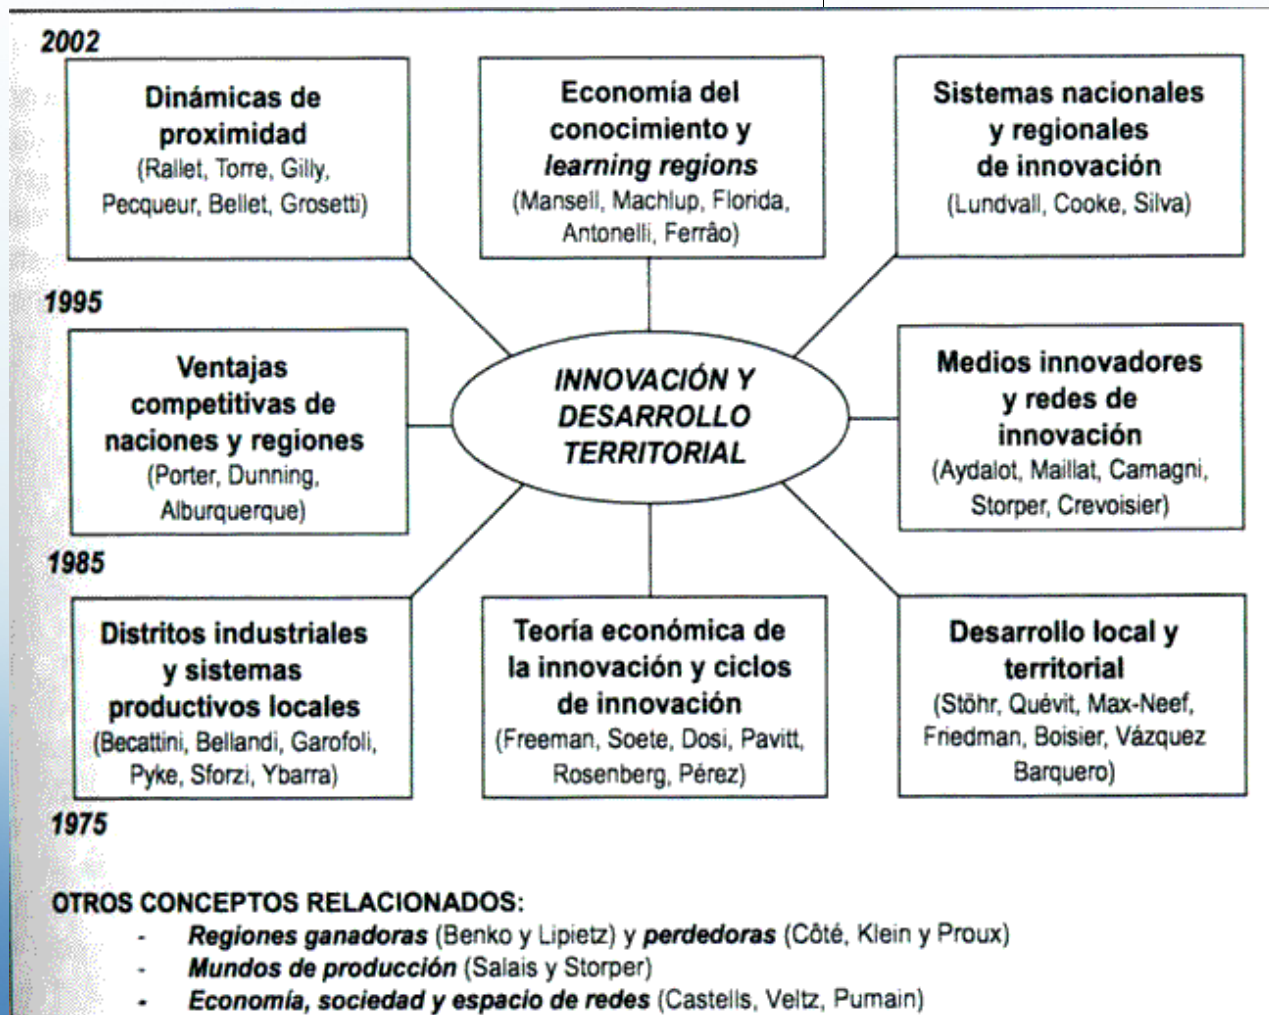 2002
Dinámicas de
proximidad
(Rallet, Torre, Gilly,
Pecqueur, Bellet, Grosetti)
Economía del
conocimiento y
learning regions
(Mansell, Machlup, Florida,
Antonelli, Ferrâo)
Sistemas nacionales
y regionales
de innovación
(Lundvall, Cooke, Silva)
1995
Ventajas
competitivas de
naciones y regiones
(Porter, Dunning,
Alburquerque)
INNOVACIÓN Y
DESARROLLO
TERRITORIAL
Medios innovadores
y redes de
innovación
(Aydalot, Maillat, Camagni,
Storper, Crevoisier)
1985
Distritos industriales
y sistemas
productivos locales
(Becattini, Bellandi, Garofoli,
Pyke, Sforzi, Ybarra)
Teoría económica de
la innovación y ciclos
de innovación
(Freeman, Soete, Dosi, Pavitt,
Rosenberg, Pérez)
Desarrollo local y
territorial
(Stöhr, Quévit, Max-Neef,
Friedman, Boisier, Vázquez
Barquero)
1975
OTROS CONCEPTOS RELACIONADOS:
- Regiones ganadoras (Benko y Lipietz) y perdedoras (Côté, Klein y Proux)
- Mundos de producción (Salais y Storper)
- Economía, sociedad y espacio de redes (Castells, Veltz, Pumain)